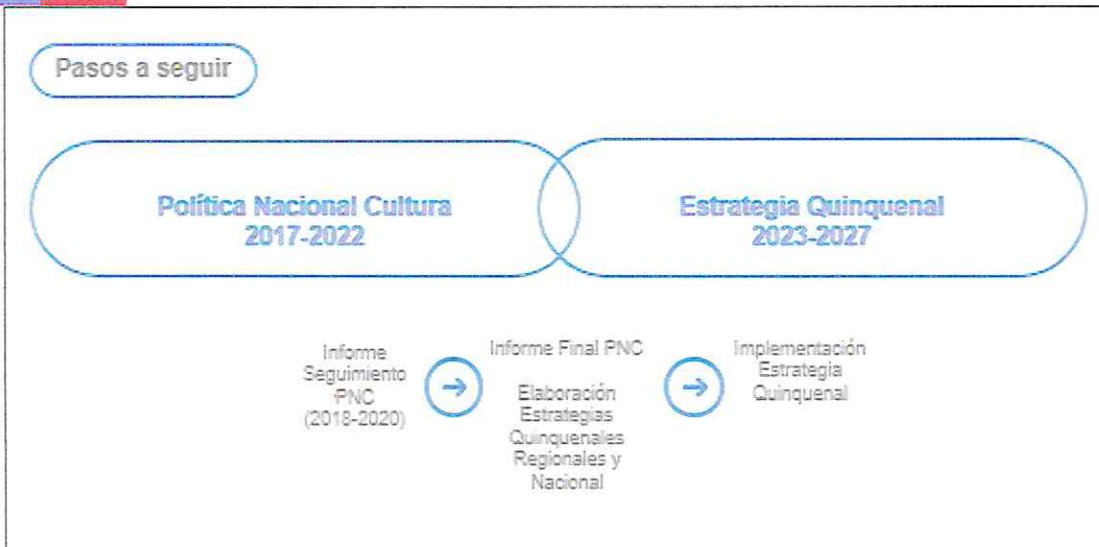 Pasos a seguir
Política Nacional Cultura
2017-2022
Estrategia Quinquenal
2023-2027
Informe
Seguimiento
PNC
(2018-2020)
Informe Final PNC
Elaboración
Estrategias
Quinquenales
Regionales y
Nacional
Implementación
Estrategia
Quinquenal